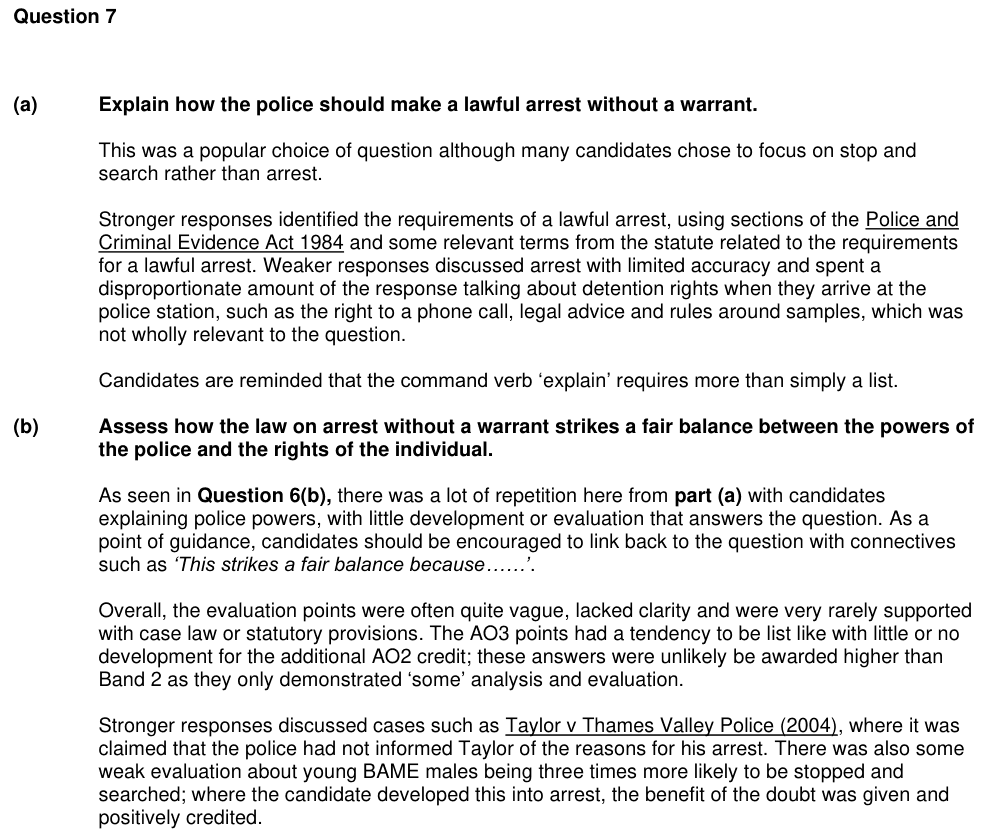 Question 7
(a) Explain how the police should make a lawful arrest without a warrant.
This was a popular choice of question although many candidates chose to focus on stop and
search rather than arrest.
Stronger responses identified the requirements of a lawful arrest, using sections of the Police and
Criminal Evidence Act 1984 and some relevant terms from the statute related to the requirements
for a lawful arrest. Weaker responses discussed arrest with limited accuracy and spent a
disproportionate amount of the response talking about detention rights when they arrive at the
police station, such as the right to a phone call, legal advice and rules around samples, which was
not wholly relevant to the question.
Candidates are reminded that the command verb ‘explain’ requires more than simply a list.
(b) Assess how the law on arrest without a warrant strikes a fair balance between the powers of
the police and the rights of the individual.
As seen in Question 6(b), there was a lot of repetition here from part (a) with candidates
explaining police powers, with little development or evaluation that answers the question. As a
point of guidance, candidates should be encouraged to link back to the question with connectives
such as ‘This strikes a fair balance because……’.
Overall, the evaluation points were often quite vague, lacked clarity and were very rarely supported
with case law or statutory provisions. The AO3 points had a tendency to be list like with little or no
development for the additional AO2 credit; these answers were unlikely be awarded higher than
Band 2 as they only demonstrated ‘some’ analysis and evaluation.
Stronger responses discussed cases such as Taylor v Thames Valley Police (2004), where it was
claimed that the police had not informed Taylor of the reasons for his arrest. There was also some
weak evaluation about young BAME males being three times more likely to be stopped and
searched; where the candidate developed this into arrest, the benefit of the doubt was given and
positively credited.